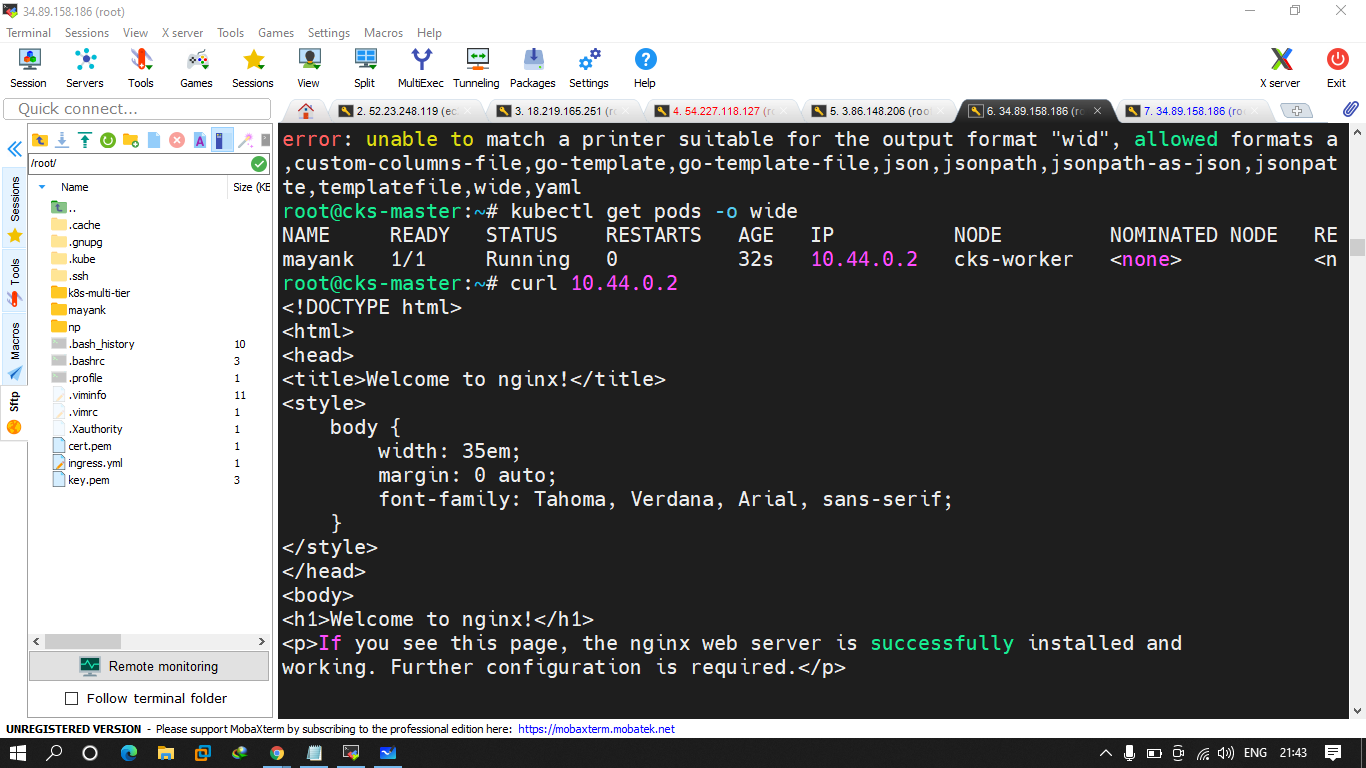 34.89.158.186 (root)
Terminal Sessions View X server Tools Games Settings Macros Help
Session Servers Tools Games Sessions View Split MultiExec Tunneling Packages Settings Help X server Exit
Quick connect...
2. 52.23.248.119 (ec
3. 18.219.165.251 (r
4. 54.227.118.127 (r
5. 3.86.148.206 (roo
6. 34.89.158.186 (ro
7. 34.89.158.186 (ro
/root/
Name Size (KB
..
.cache
.gnupg
.kube
.ssh
k8s-multi-tier
mayank
np
.bash_history 10
.bashrc 3
.profile 1
.viminfo 11
.vimrc 1
.Xauthority 1
cert.pem 1
ingress.yml 1
key.pem 3
Sessions
Tools
Macros
Sftp
Remote monitoring
Follow terminal folder
error: unable to match a printer suitable for the output format "wid", allowed formats a
,custom-columns-file,go-template,go-template-file,json,jsonpath,jsonpath-as-json,jsonpat
te,templatefile,wide,yaml
root@cks-master:~# kubectl get pods -o wide
NAME READY STATUS RESTARTS AGE IP NODE NOMINATED NODE RE
mayank 1/1 Running 0 32s 10.44.0.2 cks-worker <none> <n
root@cks-master:~# curl 10.44.0.2
<!DOCTYPE html>
<html>
<head>
<title>Welcome to nginx!</title>
<style>
body {
width: 35em;
margin: 0 auto;
font-family: Tahoma, Verdana, Arial, sans-serif;
}
</style>
</head>
<body>
<h1>Welcome to nginx!</h1>
<p>If you see this page, the nginx web server is successfully installed and
working. Further configuration is required.</p>
UNREGISTERED VERSION - Please support MobaXterm by subscribing to the professional edition here: https://mobaxterm.mobatek.net
ENG 21:43